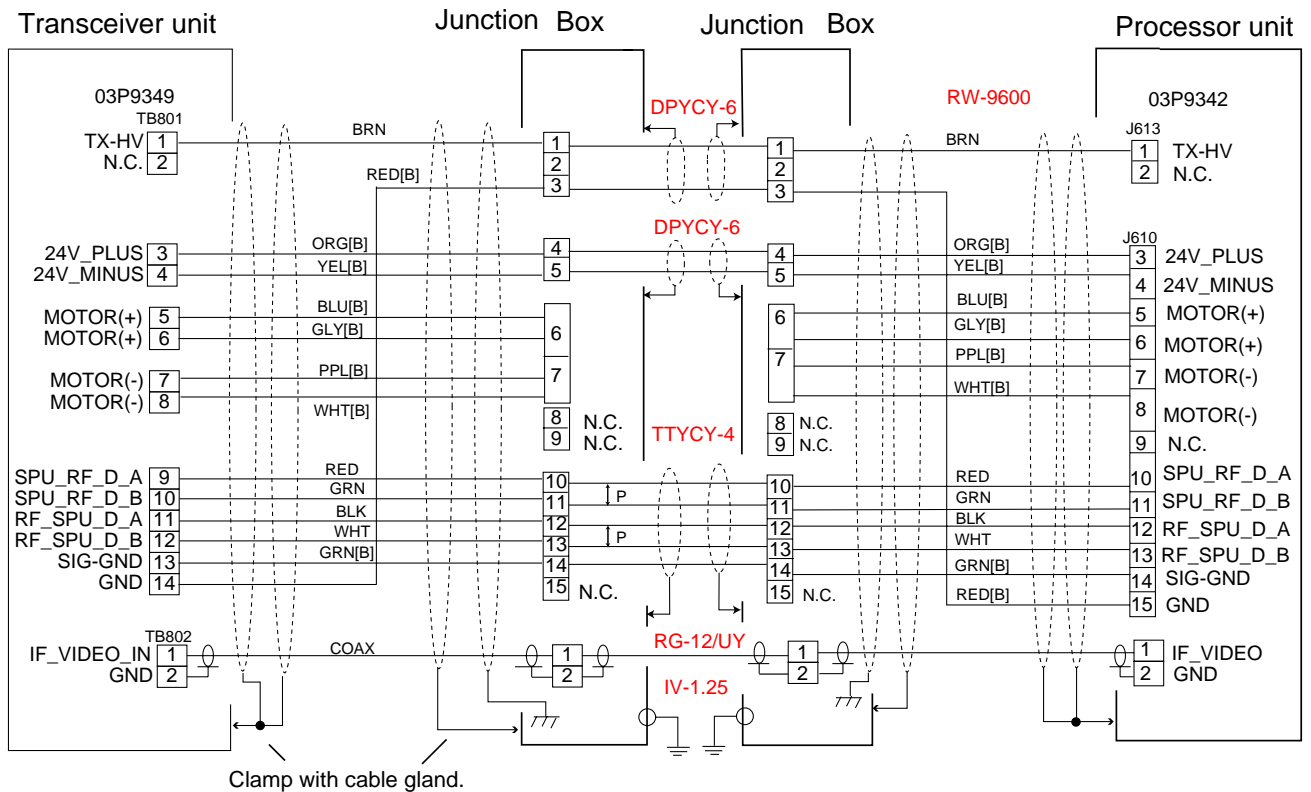 Transceiver unit
Junction Box
Junction Box
Processor unit
03P9349
TB801
TX-HV 1
N.C. 2
24V_PLUS 3
24V_MINUS 4
MOTOR(+) 5
MOTOR(+) 6
MOTOR(-) 7
MOTOR(-) 8
SPU_RF_D_A 9
SPU_RF_D_B 10
RF_SPU_D_A 11
RF_SPU_D_B 12
SIG-GND 13
GND 14
TB802
IF_VIDEO_IN 1
GND 2
BRN
RED[B]
ORG[B]
YEL[B]
BLU[B]
GLY[B]
PPL[B]
WHT[B]
RED
GRN
BLK
WHT
GRN[B]
COAX
1
2
3
4
5
6
7
8 N.C.
9 N.C.
10
11
12
13
14
15 N.C.
1
2
P
P
DPYCY-6
DPYCY-6
TTYCY-4
RG-12/UY
IV-1.25
1
2
3
4
5
6
7
8 N.C.
9 N.C.
10
11
12
13
14
15 N.C.
1
2
RW-9600
BRN
ORG[B]
YEL[B]
BLU[B]
GLY[B]
PPL[B]
WHT[B]
RED
GRN
BLK
WHT
GRN[B]
RED[B]
03P9342
J613
1 TX-HV
2 N.C.
J610
3 24V_PLUS
4 24V_MINUS
5 MOTOR(+)
6 MOTOR(+)
7 MOTOR(-)
8 MOTOR(-)
9 N.C.
10 SPU_RF_D_A
11 SPU_RF_D_B
12 RF_SPU_D_A
13 RF_SPU_D_B
14 SIG-GND
15 GND
1 IF_VIDEO
2 GND
Clamp with cable gland.